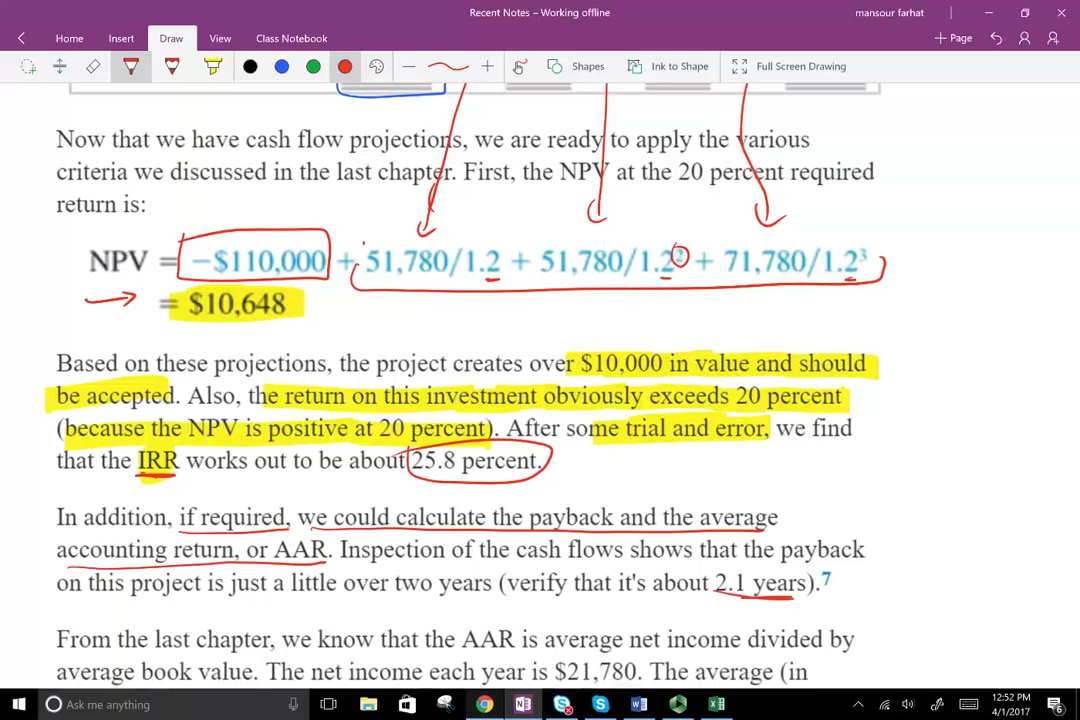 Recent Notes – Working offline
mansour farhat
Home Insert Draw View Class Notebook
Page
Shapes Ink to Shape Full Screen Drawing
Now that we have cash flow projections, we are ready to apply the various
criteria we discussed in the last chapter. First, the NPV at the 20 percent required
return is:
NPV = −$110,000 + 51,780/1.2 + 51,780/1.2² + 71,780/1.2³
= $10,648
Based on these projections, the project creates over $10,000 in value and should
be accepted. Also, the return on this investment obviously exceeds 20 percent
(because the NPV is positive at 20 percent). After some trial and error, we find
that the IRR works out to be about 25.8 percent.
In addition, if required, we could calculate the payback and the average
accounting return, or AAR. Inspection of the cash flows shows that the payback
on this project is just a little over two years (verify that it's about 2.1 years).⁷
From the last chapter, we know that the AAR is average net income divided by
average book value. The net income each year is $21,780. The average (in
Ask me anything
12:52 PM
4/1/2017
6